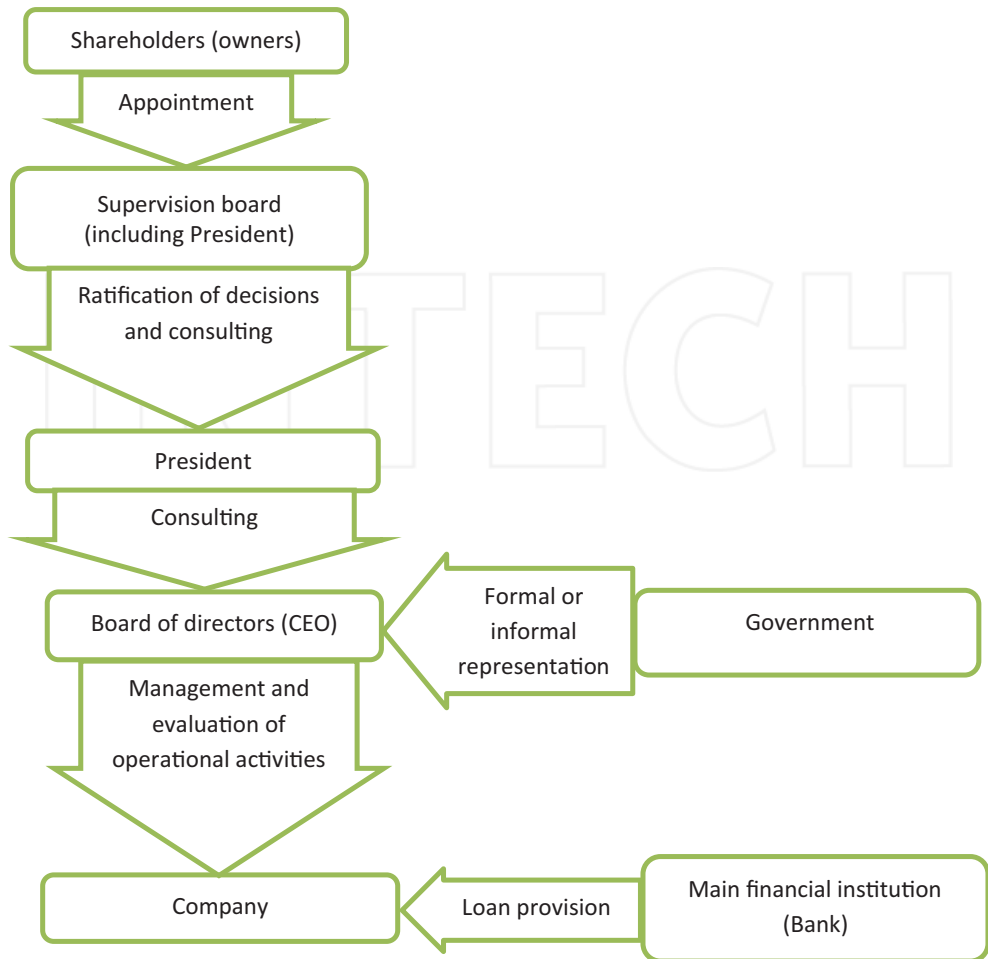 Shareholders (owners)
Appointment
Supervision board
(including President)
Ratification of decisions
and consulting
President
Consulting
Board of directors (CEO)
Formal or
informal
representation
Government
Management and
evaluation of
operational activities
Company
Loan provision
Main financial institution
(Bank)